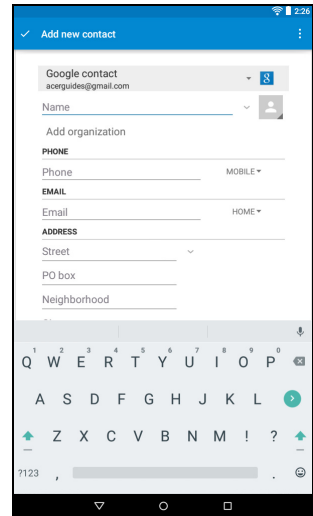 2:26
Add new contact
Google contact
acerguides@gmail.com
8
Name
Add organization
PHONE
Phone MOBILE
EMAIL
Email HOME
ADDRESS
Street
PO box
Neighborhood
1 2 3 4 5 6 7 8 9 0
Q W E R T Y U I O P
A S D F G H J K L
Z X C V B N M ! ?
?123 , .